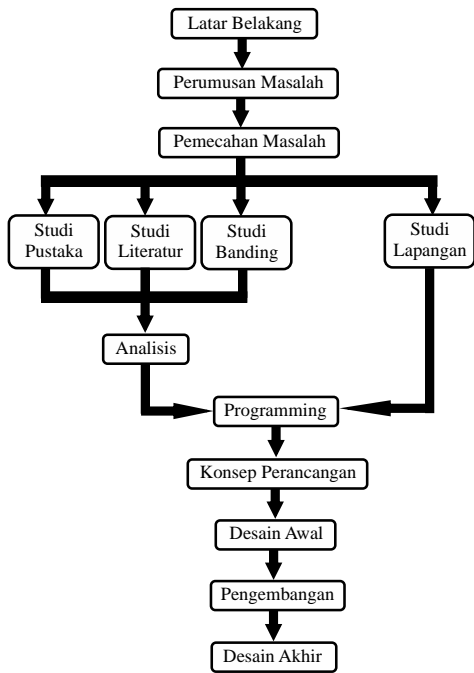 Latar Belakang
Perumusan Masalah
Pemecahan Masalah
Studi
Pustaka
Studi
Literatur
Studi
Banding
Studi
Lapangan
Analisis
Programming
Konsep Perancangan
Desain Awal
Pengembangan
Desain Akhir